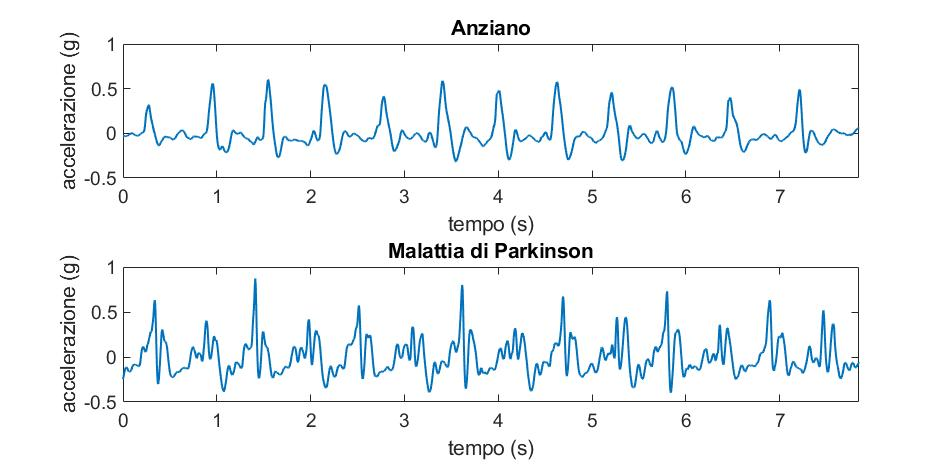 Anziano
accelerazione (g)
1
0.5
0
-0.5
0 1 2 3 4 5 6 7
tempo (s)
Malattia di Parkinson
accelerazione (g)
1
0.5
0
-0.5
0 1 2 3 4 5 6 7
tempo (s)